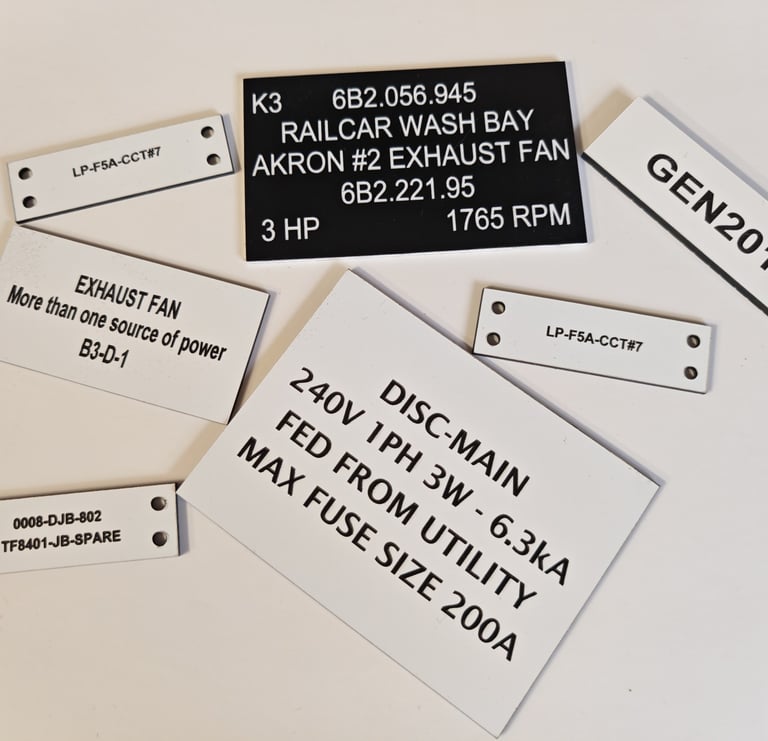 K3 6B2.056.945
RAILCAR WASH BAY
AKRON #2 EXHAUST FAN
6B2.221.95
3 HP 1765 RPM
LP-F5A-CCT#7
GEN201
EXHAUST FAN
More than one source of power
B3-D-1
LP-F5A-CCT#7
DISC-MAIN
240V 1PH 3W - 6.3kA
FED FROM UTILITY
MAX FUSE SIZE 200A
0008-DJB-802
TF8401-JB-SPARE